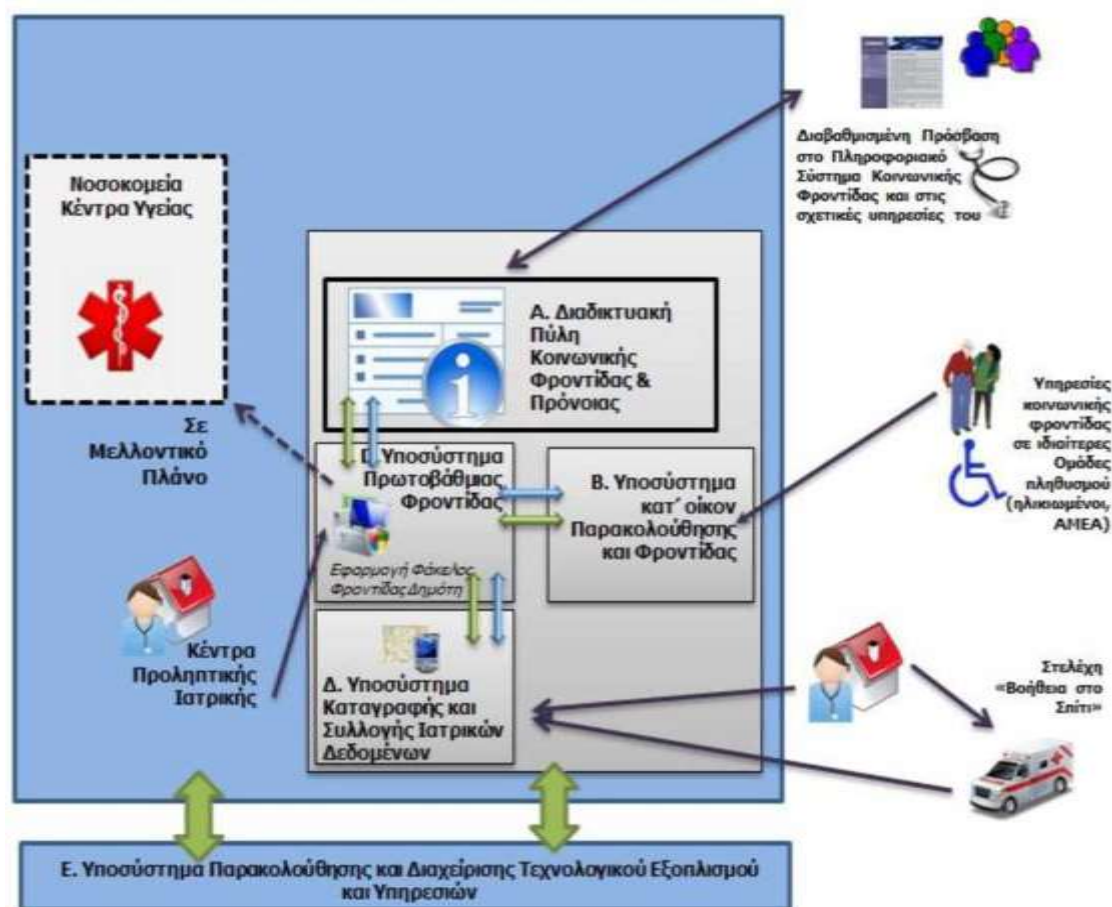 Διαβαθμισμένη Πρόσβαση
στο Πληροφοριακό
Σύστημα Κοινωνικής
Φροντίδας και στις
σχετικές υπηρεσίες του
Νοσοκομεία
Κέντρα Υγείας
Α. Διαδικτυακή
Πύλη
Κοινωνικής
Φροντίδας &
Πρόνοιας
Σε
Μελλοντικό
Πλάνο
Γ. Υποσύστημα
Πρωτοβάθμιας
Φροντίδας
Εφαρμογή Φάκελος
Φροντίδας Δημότη
Β. Υποσύστημα
κατ΄ οίκον
Παρακολούθησης
και Φροντίδας
Υπηρεσίες
κοινωνικής
φροντίδας
σε ιδιαίτερες
Ομάδες
πληθυσμού
(ηλικιωμένοι,
ΑΜΕΑ)
Κέντρα
Προληπτικής
Ιατρικής
Δ. Υποσύστημα
Καταγραφής και
Συλλογής Ιατρικών
Δεδομένων
Στελέχη
«Βοήθεια στο
Σπίτι»
Ε. Υποσύστημα Παρακολούθησης και Διαχείρισης Τεχνολογικού Εξοπλισμού
και Υπηρεσιών